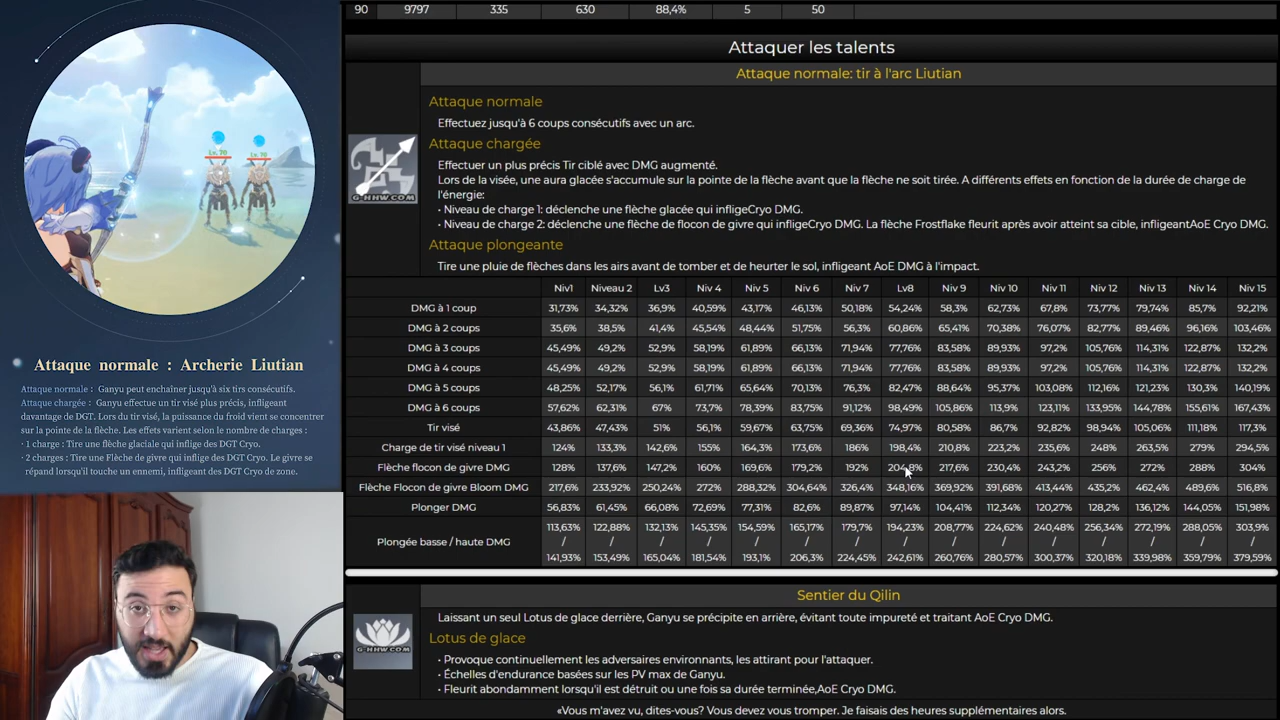 90 9797 335 630 88,4% 5 50
Attaquer les talents
Attaque normale: tir à l'arc Liutian
G-HHW.COM
Attaque normale
Effectuez jusqu'à 6 coups consécutifs avec un arc.
Attaque chargée
Effectuer un plus précis Tir ciblé avec DMG augmenté.
Lors de la visée, une aura glacée s'accumule sur la pointe de la flèche avant que la flèche ne soit tirée. A différents effets en fonction de la durée de charge de
l'énergie:
• Niveau de charge 1: déclenche une flèche glacée qui infligeCryo DMG.
• Niveau de charge 2: déclenche une flèche de flocon de givre qui infligeCryo DMG. La flèche Frostflake fleurit après avoir atteint sa cible, infligeantAoE Cryo DMG.
Attaque plongeante
Tire une pluie de flèches dans les airs avant de tomber et de heurter le sol, infligeant AoE DMG à l'impact.
Niv1 Niveau 2 Lv3 Niv 4 Niv 5 Niv 6 Niv 7 Lv8 Niv 9 Niv 10 Niv 11 Niv 12 Niv 13 Niv 14 Niv 15
DMG à 1 coup 31,73% 34,32% 36,9% 40,59% 43,17% 46,13% 50,18% 54,24% 58,3% 62,73% 67,8% 73,77% 79,74% 85,7% 92,21%
DMG à 2 coups 35,6% 38,5% 41,4% 45,54% 48,44% 51,75% 56,3% 60,86% 65,41% 70,38% 76,07% 82,77% 89,46% 96,16% 103,46%
DMG à 3 coups 45,49% 49,2% 52,9% 58,19% 61,89% 66,13% 71,94% 77,76% 83,58% 89,93% 97,2% 105,76% 114,31% 122,87% 132,2%
DMG à 4 coups 45,49% 49,2% 52,9% 58,19% 61,89% 66,13% 71,94% 77,76% 83,58% 89,93% 97,2% 105,76% 114,31% 122,87% 132,2%
DMG à 5 coups 48,25% 52,17% 56,1% 61,71% 65,64% 70,13% 76,3% 82,47% 88,64% 95,37% 103,08% 112,16% 121,23% 130,3% 140,19%
DMG à 6 coups 57,62% 62,31% 67% 73,7% 78,39% 83,75% 91,12% 98,49% 105,86% 113,9% 123,11% 133,95% 144,78% 155,61% 167,43%
Tir visé 43,86% 47,43% 51% 56,1% 59,67% 63,75% 69,36% 74,97% 80,58% 86,7% 92,82% 98,94% 105,06% 111,18% 117,3%
Charge de tir visé niveau 1 124% 133,3% 142,6% 155% 164,3% 173,6% 186% 198,4% 210,8% 223,2% 235,6% 248% 263,5% 279% 294,5%
Flèche flocon de givre DMG 128% 137,6% 147,2% 160% 169,6% 179,2% 192% 204,8% 217,6% 230,4% 243,2% 256% 272% 288% 304%
Flèche Flocon de givre Bloom DMG 217,6% 233,92% 250,24% 272% 288,32% 304,64% 326,4% 348,16% 369,92% 391,68% 413,44% 435,2% 462,4% 489,6% 516,8%
Plonger DMG 56,83% 61,45% 66,08% 72,69% 77,31% 82,6% 89,87% 97,14% 104,41% 112,34% 120,27% 128,2% 136,12% 144,05% 151,98%
113,63% 122,88% 132,13% 145,35% 154,59% 165,17% 179,7% 194,23% 208,77% 224,62% 240,48% 256,34% 272,19% 288,05% 303,9%
Plongée basse / haute DMG / / / / / / / / / / / / / / /
141,93% 153,49% 165,04% 181,54% 193,1% 206,3% 224,45% 242,61% 260,76% 280,57% 300,37% 320,18% 339,98% 359,79% 379,59%
Sentier du Qilin
G-HHW.COM
Laissant un seul Lotus de glace derrière, Ganyu se précipite en arrière, évitant toute impureté et traitant AoE Cryo DMG.
Lotus de glace
• Provoque continuellement les adversaires environnants, les attirant pour l'attaquer.
• Échelles d'endurance basées sur les PV max de Ganyu.
• Fleurit abondamment lorsqu'il est détruit ou une fois sa durée terminée,AoE Cryo DMG.
«Vous m'avez vu, dites-vous? Vous devez vous tromper. Je faisais des heures supplémentaires alors.
Lv. 70
Lv. 70
Attaque normale : Archerie Liutian
Attaque normale : Ganyu peut enchaîner jusqu'à six tirs consécutifs.
Attaque chargée : Ganyu effectue un tir visé plus précis, infligeant
davantage de DGT. Lors du tir visé, la puissance du froid vient se concentrer
sur la pointe de la flèche. Les effets varient selon le nombre de charges :
· 1 charge : Tire une flèche glaciale qui inflige des DGT Cryo.
· 2 charges : Tire une Flèche de givre qui inflige des DGT Cryo. Le givre se
répand lorsqu'il touche un ennemi, infligeant des DGT Cryo de zone.